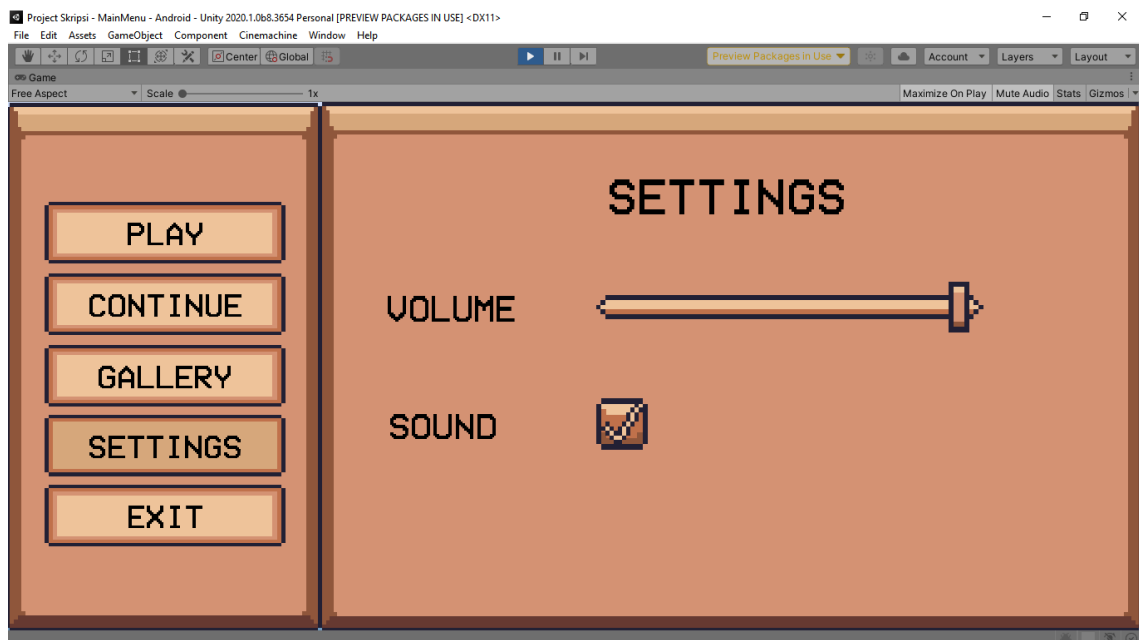 Project Skripsi - MainMenu - Android - Unity 2020.1.0b8.3654 Personal [PREVIEW PACKAGES IN USE] <DX11>
File Edit Assets GameObject Component Cinemachine Window Help
Center Global Preview Packages in Use Account Layers Layout
Game
Free Aspect Scale 1x Maximize On Play Mute Audio Stats Gizmos
SETTINGS
PLAY
CONTINUE
GALLERY
SETTINGS
EXIT
VOLUME
SOUND